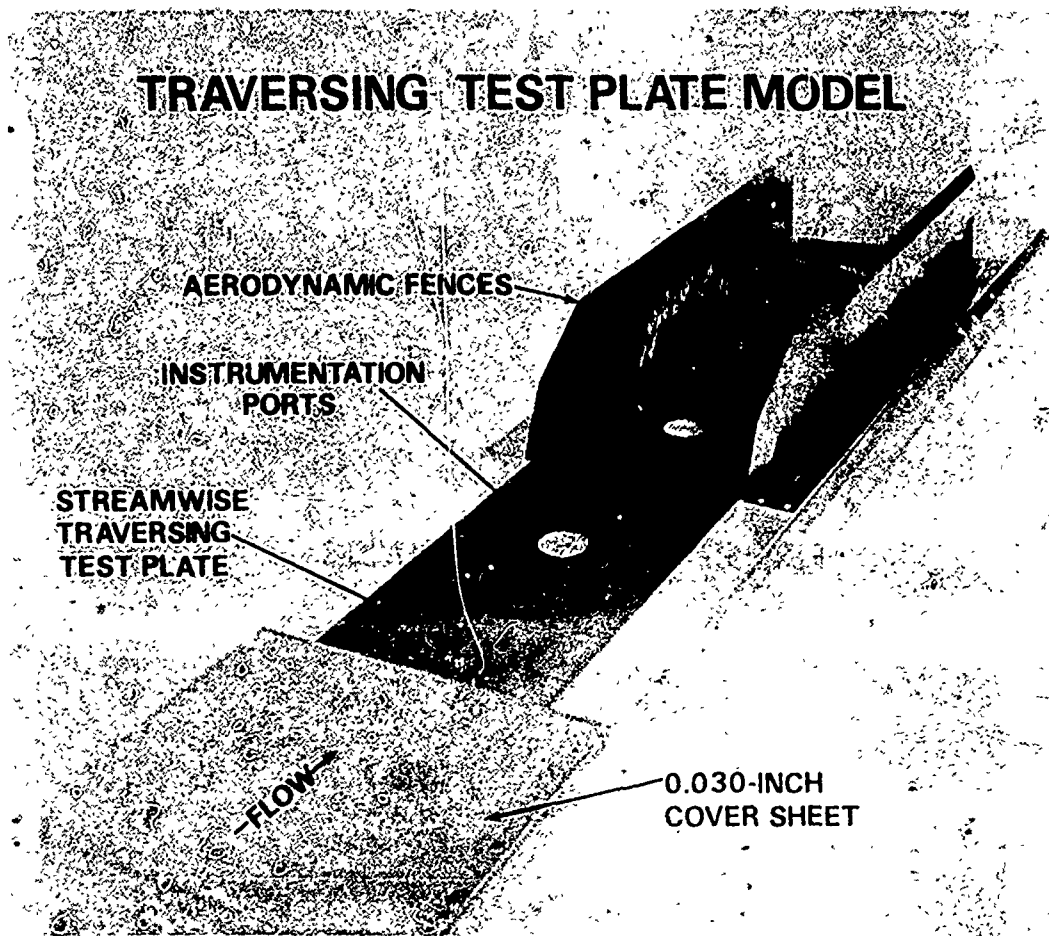 TRAVERSING TEST PLATE MODEL
AERODYNAMIC FENCES
INSTRUMENTATION
PORTS
STREAMWISE
TRAVERSING
TEST PLATE
FLOW
0.030-INCH
COVER SHEET